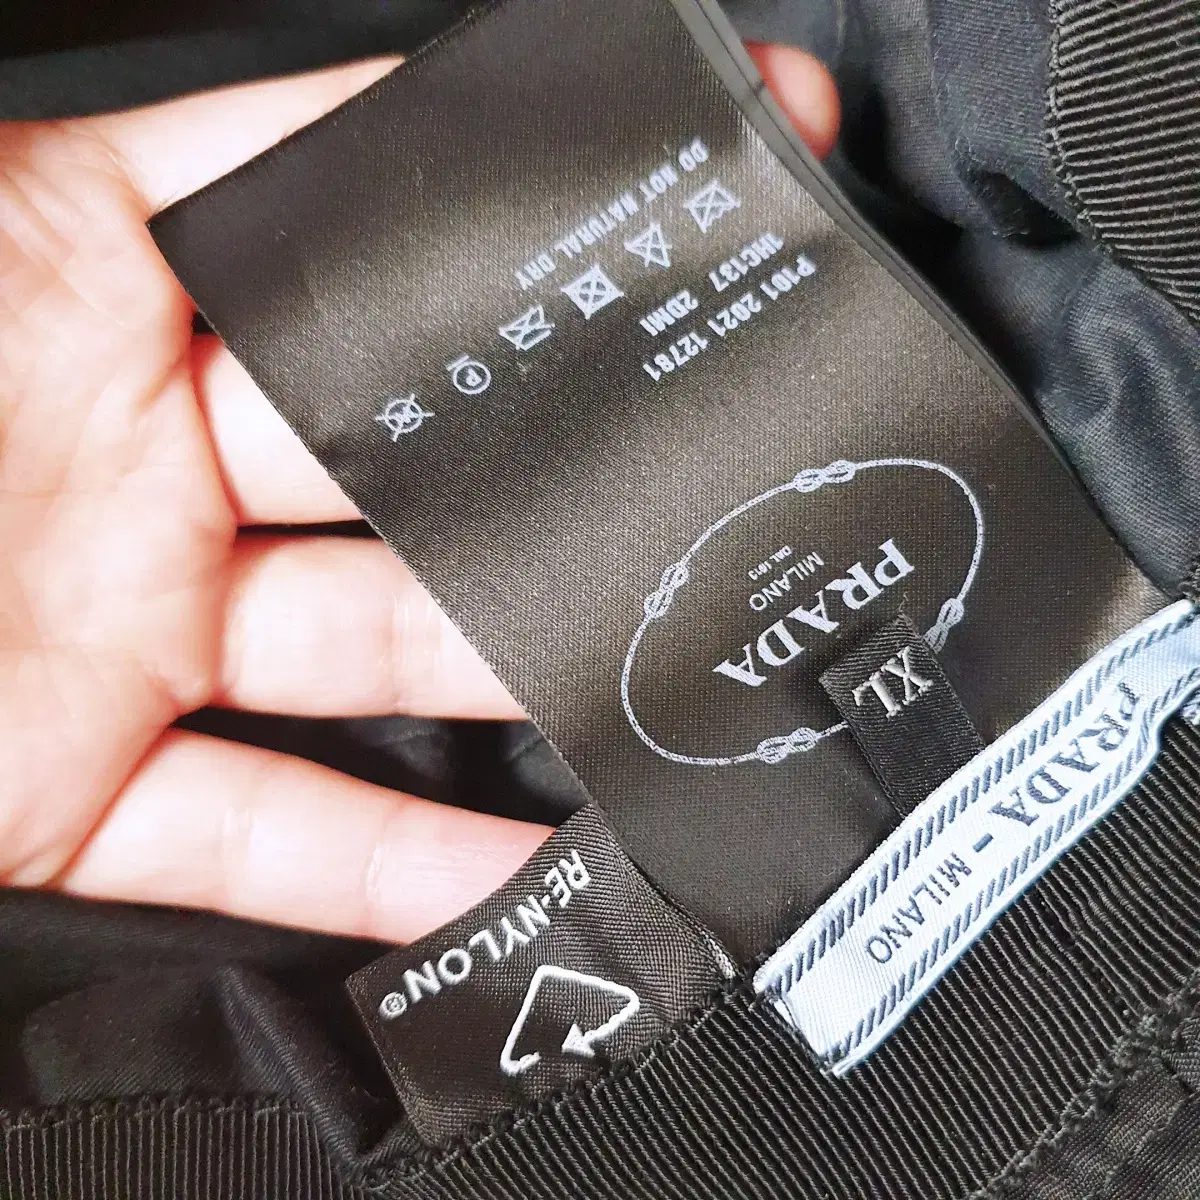 DO NOT NATURAL DRY
P
P101 2021 12781
1HC137 2DMI
PRADA
MILANO
DAL 1913
XL
PRADA - MILANO
RE-NYLON®